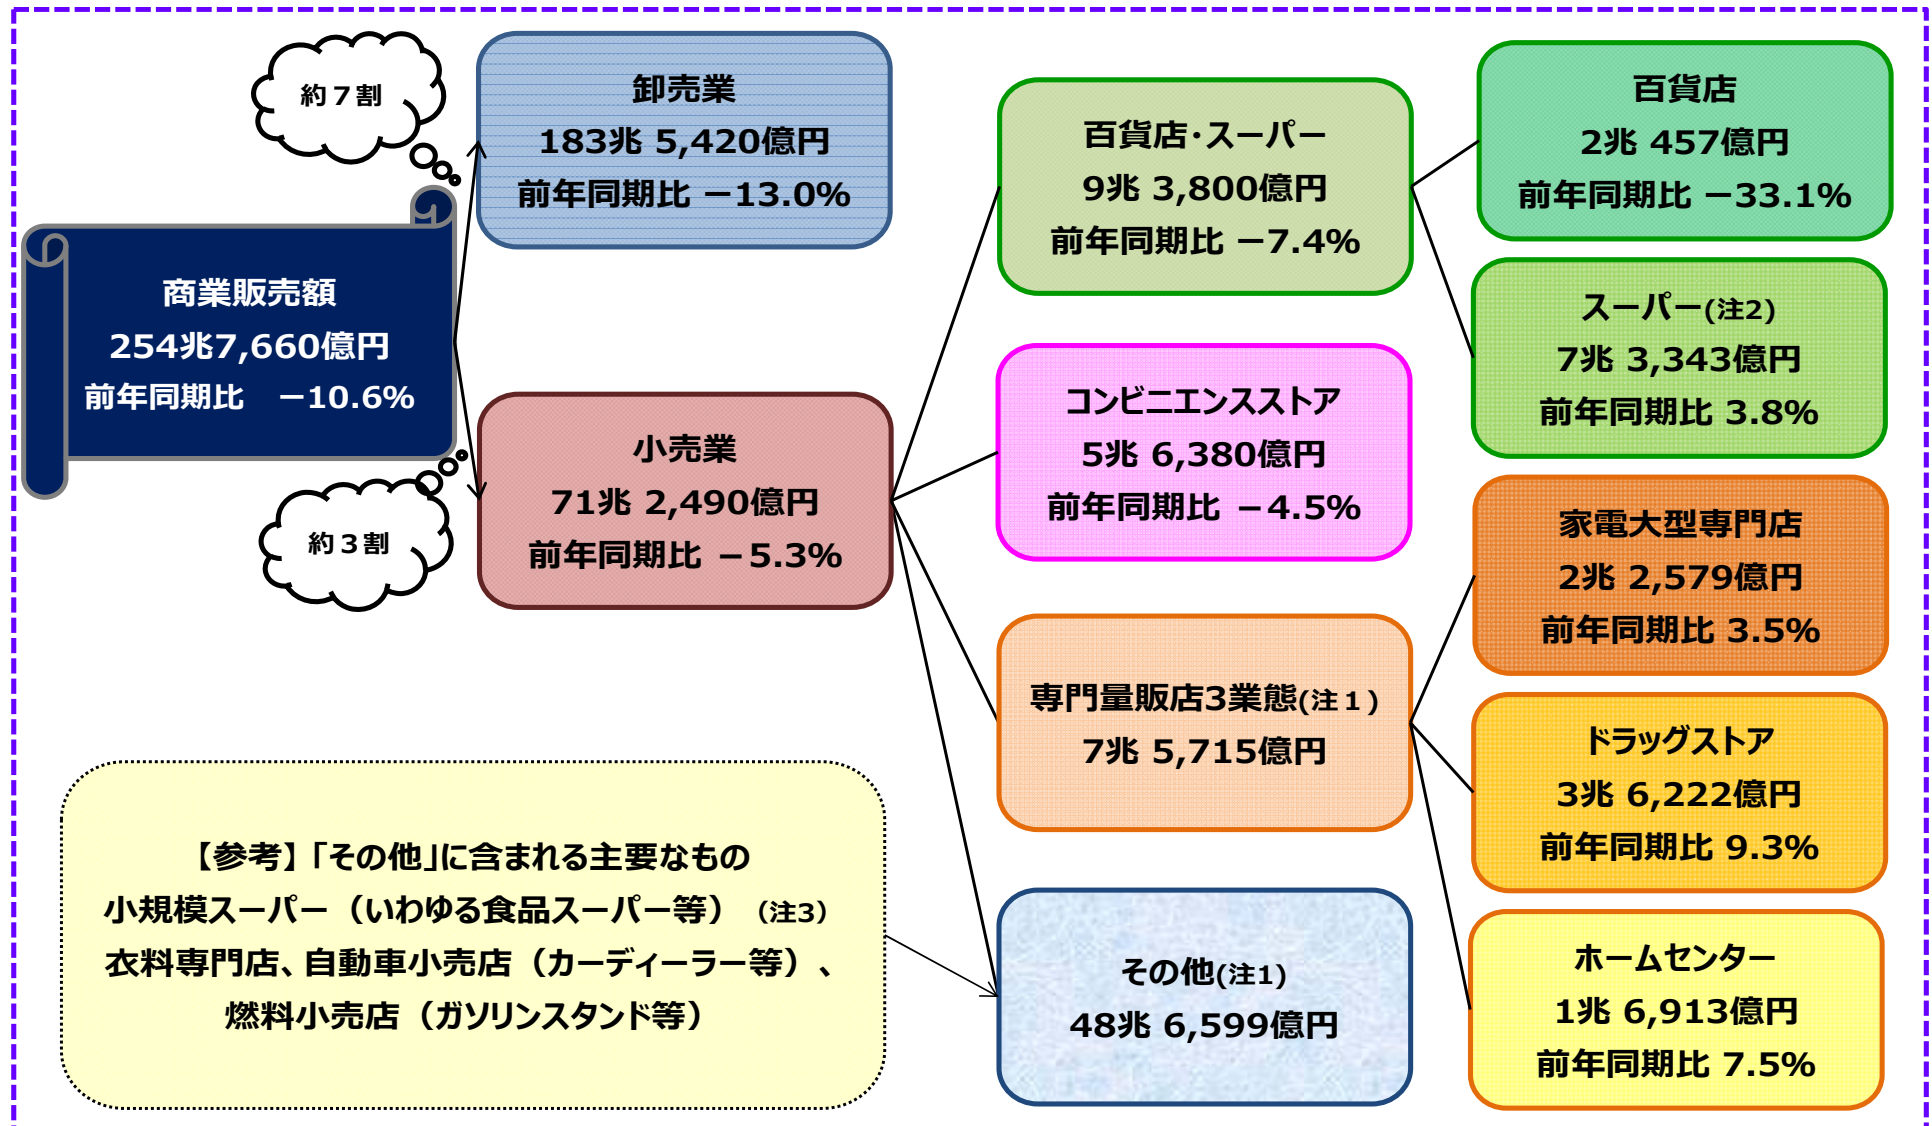 約７割
卸売業
183兆 5,420億円
前年同期比 －13.0%
商業販売額
254兆7,660億円
前年同期比　－10.6%
約３割
小売業
71兆 2,490億円
前年同期比 －5.3%
百貨店・スーパー
9兆 3,800億円
前年同期比 －7.4%
コンビニエンスストア
5兆 6,380億円
前年同期比 －4.5%
専門量販店3業態(注１)
7兆 5,715億円
その他(注1)
48兆 6,599億円
百貨店
2兆 457億円
前年同期比 －33.1%
スーパー(注2)
7兆 3,343億円
前年同期比 3.8%
家電大型専門店
2兆 2,579億円
前年同期比 3.5%
ドラッグストア
3兆 6,222億円
前年同期比 9.3%
ホームセンター
1兆 6,913億円
前年同期比 7.5%
【参考】「その他」に含まれる主要なもの
小規模スーパー（いわゆる食品スーパー等）（注3）
衣料専門店、自動車小売店（カーディーラー等）、
燃料小売店（ガソリンスタンド等）